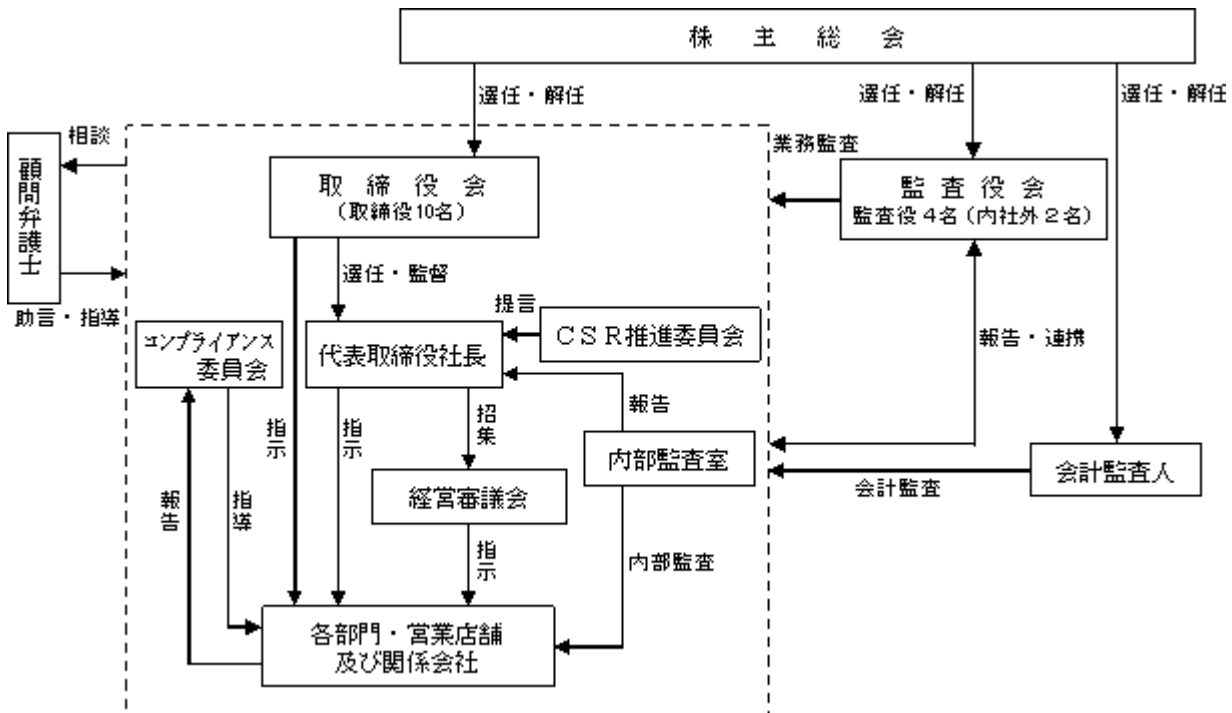 株主総会
選任・解任
選任・解任
選任・解任
相談
業務監査
顧問弁護士
取締役会
（取締役10名）
監査役会
監査役４名（内社外２名）
選任・監督
助言・指導
提言
コンプライアンス
委員会
代表取締役社長
ＣＳＲ推進委員会
報告・連携
報告
指示
指示
招集
内部監査室
会計監査人
会計監査
経営審議会
報告
指導
指示
内部監査
各部門・営業店舗
及び関係会社